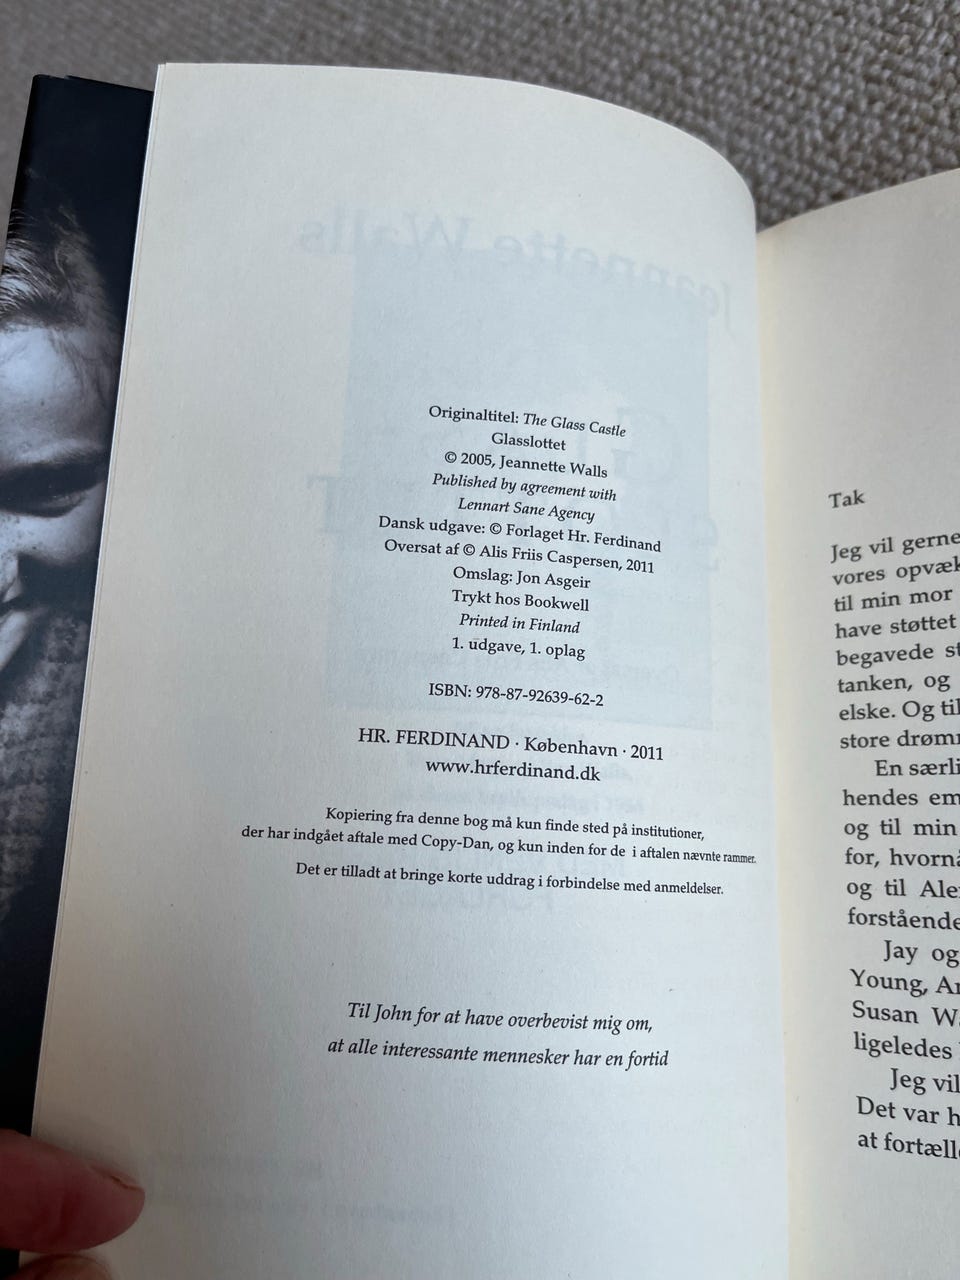 Originaltitel: The Glass Castle
Glasslottet
© 2005, Jeannette Walls
Published by agreement with
Lennart Sane Agency
Dansk udgave: © Forlaget Hr. Ferdinand
Oversat af © Alis Friis Caspersen, 2011
Omslag: Jon Asgeir
Trykt hos Bookwell
Printed in Finland
1. udgave, 1. oplag
ISBN: 978-87-92639-62-2
HR. FERDINAND · København · 2011
www.hrferdinand.dk
Kopiering fra denne bog må kun finde sted på institutioner,
der har indgået aftale med Copy-Dan, og kun inden for de i aftalen nævnte rammer.
Det er tilladt at bringe korte uddrag i forbindelse med anmeldelser.
Til John for at have overbevist mig om,
at alle interessante mennesker har en fortid
Tak
Jeg vil gerne
vores opvæk
til min mor
have støttet
begavede st
tanken, og
elske. Og til
store drømm
En særli
hendes em
og til min
for, hvornå
og til Ale
forstående
Jay og
Young, A
Susan W
ligeledes
Jeg vil
Det var h
at fortælle